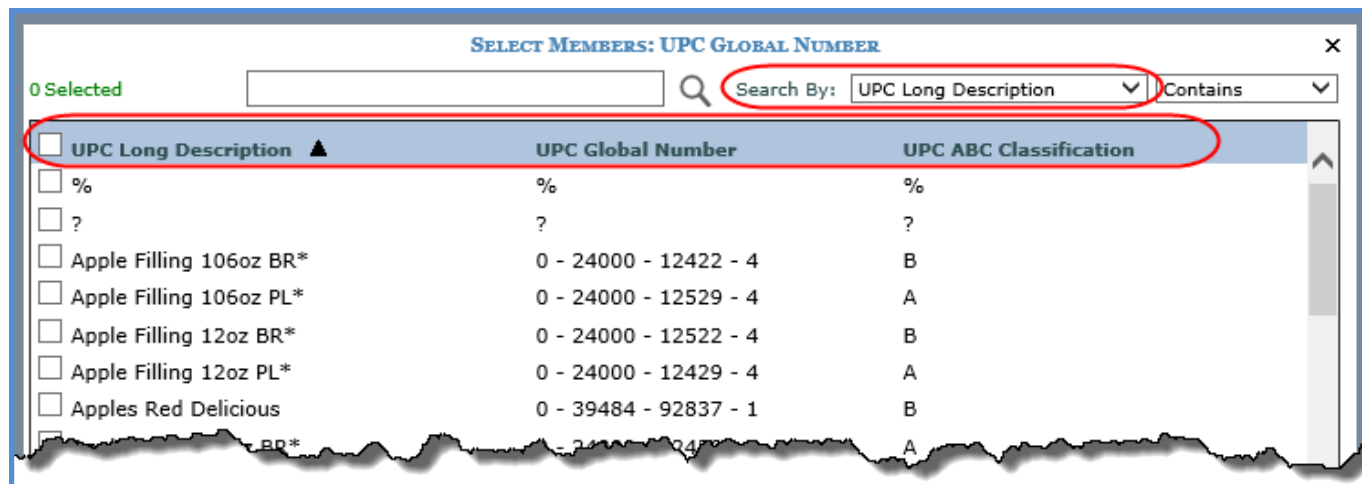 SELECT MEMBERS: UPC GLOBAL NUMBER ×
0 Selected Search By: UPC Long Description Contains
UPC Long Description ▲ UPC Global Number UPC ABC Classification
% % %
? ? ?
Apple Filling 106oz BR* 0 - 24000 - 12422 - 4 B
Apple Filling 106oz PL* 0 - 24000 - 12529 - 4 A
Apple Filling 12oz BR* 0 - 24000 - 12522 - 4 B
Apple Filling 12oz PL* 0 - 24000 - 12429 - 4 A
Apples Red Delicious 0 - 39484 - 92837 - 1 B
BR* A